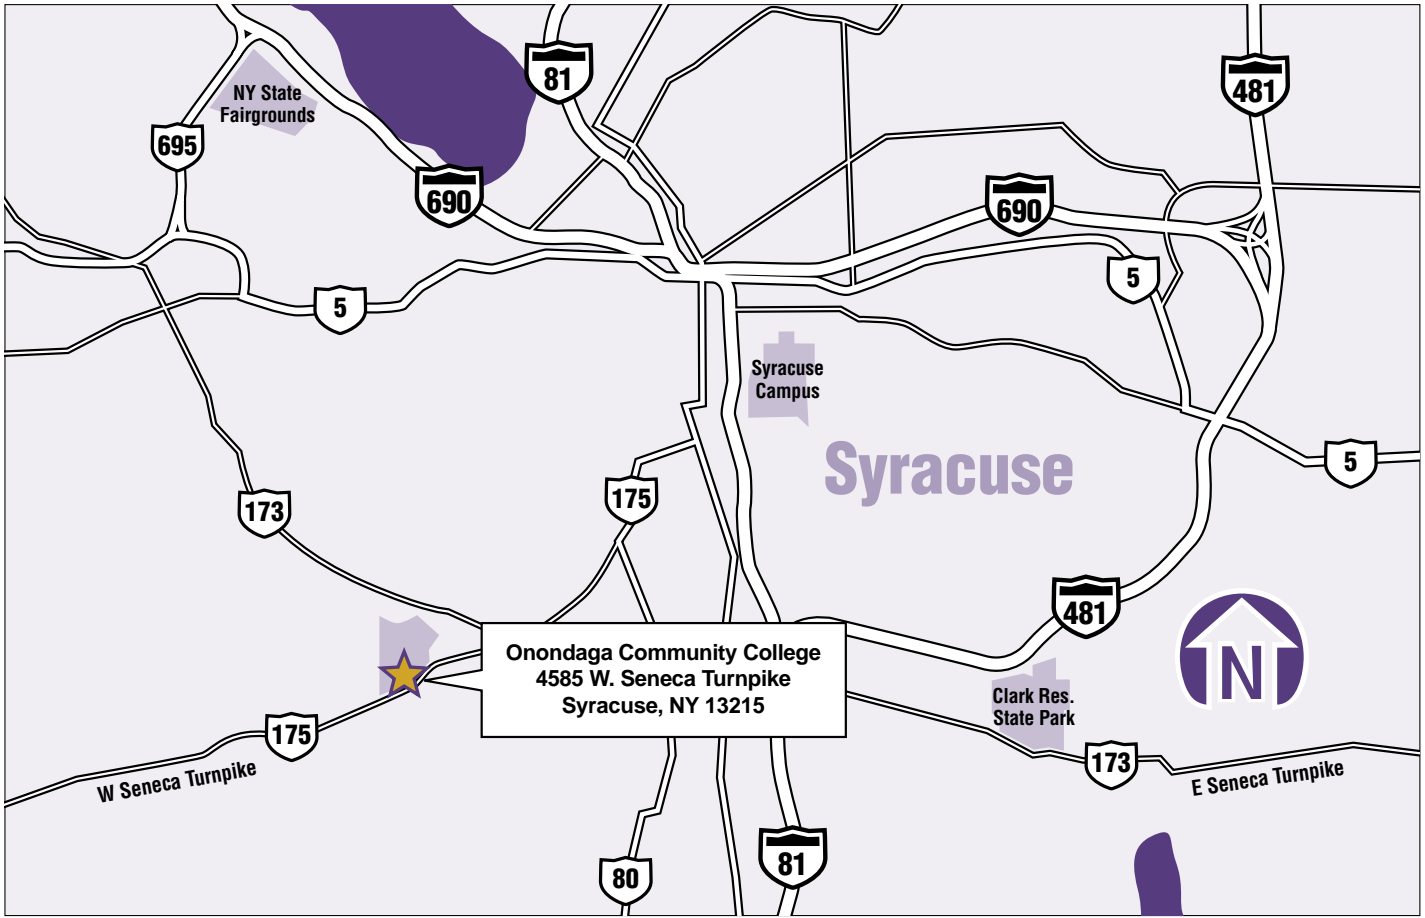 81
481
NY State
Fairgrounds
695
690
690
5
5
Syracuse
Campus
Syracuse
5
173
175
481
Onondaga Community College
4585 W. Seneca Turnpike
Syracuse, NY 13215
N
Clark Res.
State Park
175
173
W Seneca Turnpike
E Seneca Turnpike
80
81